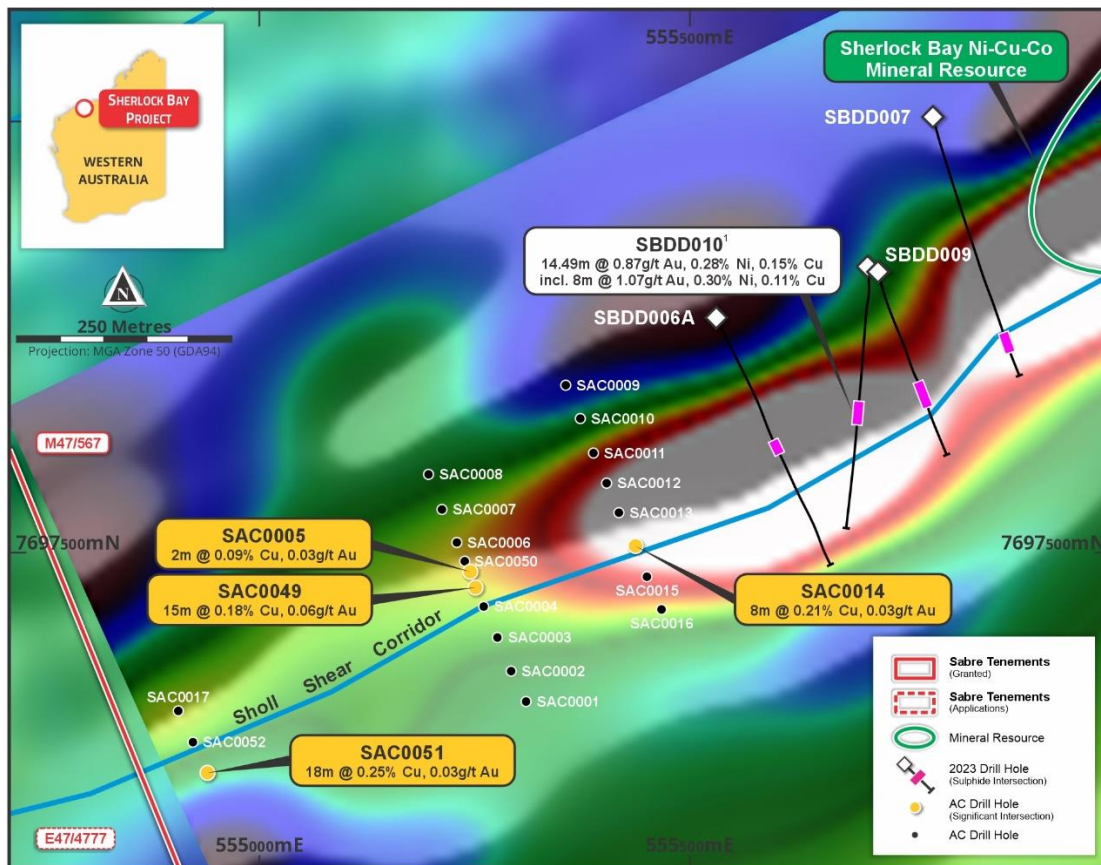 555500mE
Sherlock Bay Ni-Cu-Co
Mineral Resource
SHERLOCK BAY
PROJECT
WESTERN
AUSTRALIA
SBDD007
SBDD010¹
14.49m @ 0.87g/t Au, 0.28% Ni, 0.15% Cu
incl. 8m @ 1.07g/t Au, 0.30% Ni, 0.11% Cu
SBDD009
N
250 Metres
Projection: MGA Zone 50 (GDA94)
SBDD006A
SAC0009
SAC0010
M47/567
SAC0011
SAC0008
SAC0012
SAC0007
SAC0013
SAC0005
2m @ 0.09% Cu, 0.03g/t Au
7697500mN
SAC0006
7697500mN
SAC0050
SAC0049
15m @ 0.18% Cu, 0.06g/t Au
SAC0015
SAC0014
8m @ 0.21% Cu, 0.03g/t Au
SAC0004
SAC0016
SAC0003
Sholl Shear Corridor
SAC0002
SAC0017
SAC0001
SAC0052
SAC0051
18m @ 0.25% Cu, 0.03g/t Au
E47/4777
555000mE
555500mE
Sabre Tenements
(Granted)
Sabre Tenements
(Applications)
Mineral Resource
2023 Drill Hole
(Sulphide Intersection)
AC Drill Hole
(Significant Intersection)
AC Drill Hole